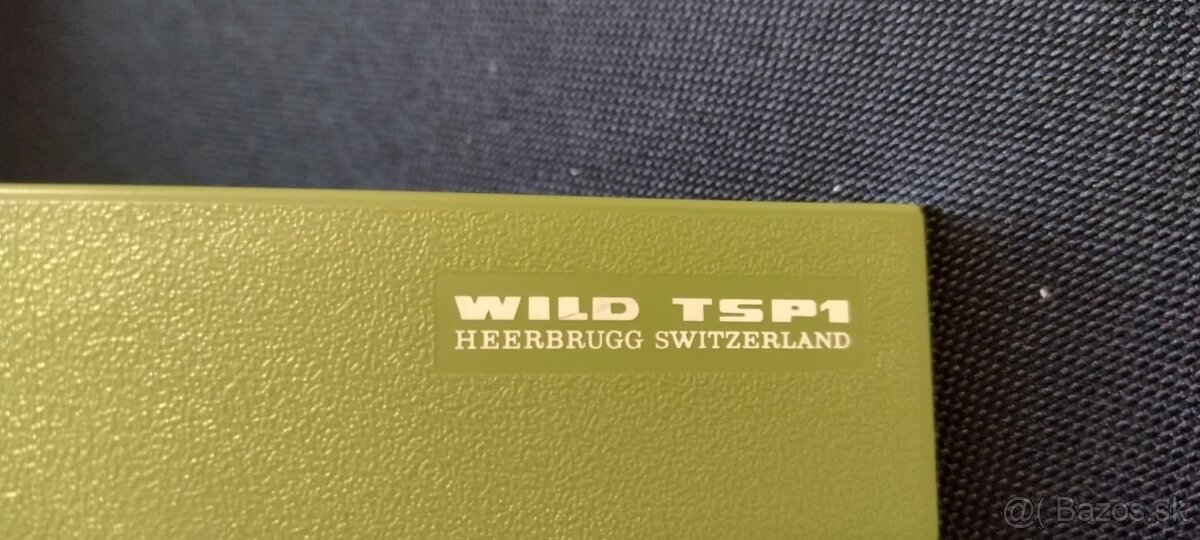 WILD TSP1
HEERBRUGG SWITZERLAND
@( Bazos.sk